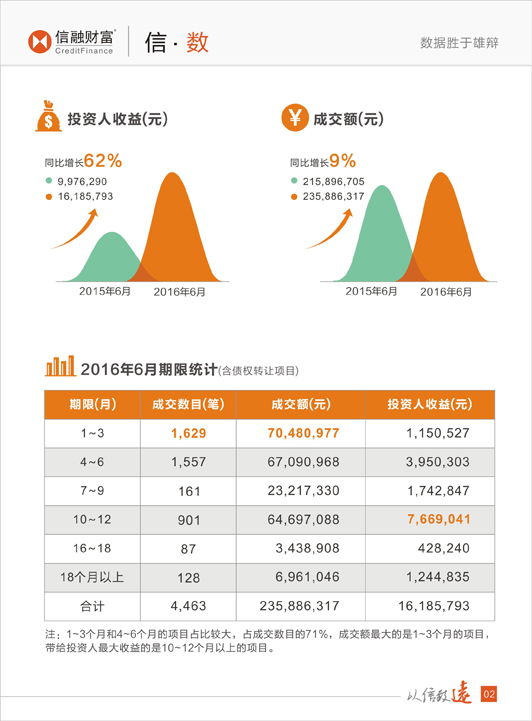 信融财富
CreditFinance
信·数
数据胜于雄辩
投资人收益(元)
同比增长62%
9,976,290
16,185,793
2015年6月 2016年6月
成交额(元)
同比增长9%
215,896,705
235,886,317
2015年6月 2016年6月
2016年6月期限统计(含债权转让项目)
期限(月) 成交数目(笔) 成交额(元) 投资人收益(元)
1~3 1,629 70,480,977 1,150,527
4~6 1,557 67,090,968 3,950,303
7~9 161 23,217,330 1,742,847
10~12 901 64,697,088 7,669,041
16~18 87 3,438,908 428,240
18个月以上 128 6,961,046 1,244,835
合计 4,463 235,886,317 16,185,793
注：1~3个月和4~6个月的项目占比较大，占成交数目的71%，成交额最大的是1~3个月的项目，
带给投资人最大收益的是10~12个月以上的项目。
以信致远 02